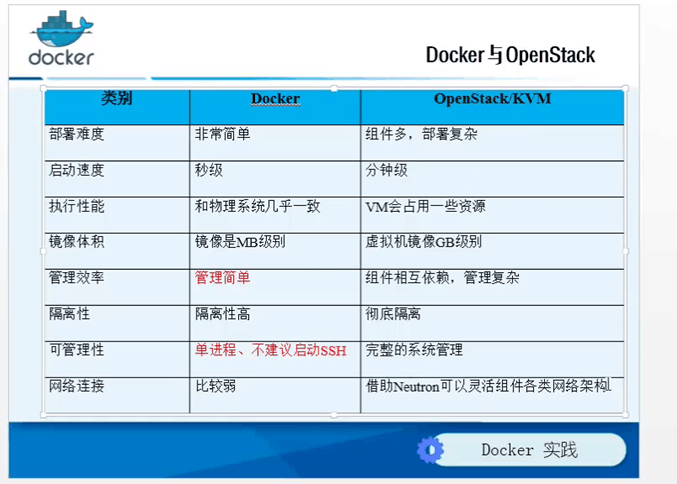 docker
Docker与OpenStack
类别 Docker OpenStack/KVM
部署难度 非常简单 组件多，部署复杂
启动速度 秒级 分钟级
执行性能 和物理系统几乎一致 VM会占用一些资源
镜像体积 镜像是MB级别 虚拟机镜像GB级别
管理效率 管理简单 组件相互依赖，管理复杂
隔离性 隔离性高 彻底隔离
可管理性 单进程、不建议启动SSH 完整的系统管理
网络连接 比较弱 借助Neutron可以灵活组件各类网络架构
Docker 实践